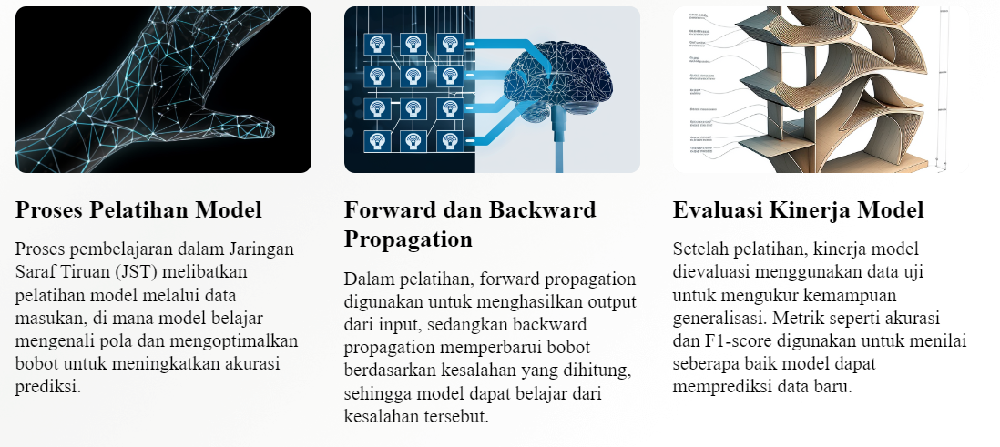 Proses Pelatihan Model
Proses pembelajaran dalam Jaringan
Saraf Tiruan (JST) melibatkan
pelatihan model melalui data
masukan, di mana model belajar
mengenali pola dan mengoptimalkan
bobot untuk meningkatkan akurasi
prediksi.
Forward dan Backward
Propagation
Dalam pelatihan, forward propagation
digunakan untuk menghasilkan output
dari input, sedangkan backward
propagation memperbarui bobot
berdasarkan kesalahan yang dihitung,
sehingga model dapat belajar dari
kesalahan tersebut.
Evaluasi Kinerja Model
Setelah pelatihan, kinerja model
dievaluasi menggunakan data uji
untuk mengukur kemampuan
generalisasi. Metrik seperti akurasi
dan F1-score digunakan untuk menilai
seberapa baik model dapat
memprediksi data baru.